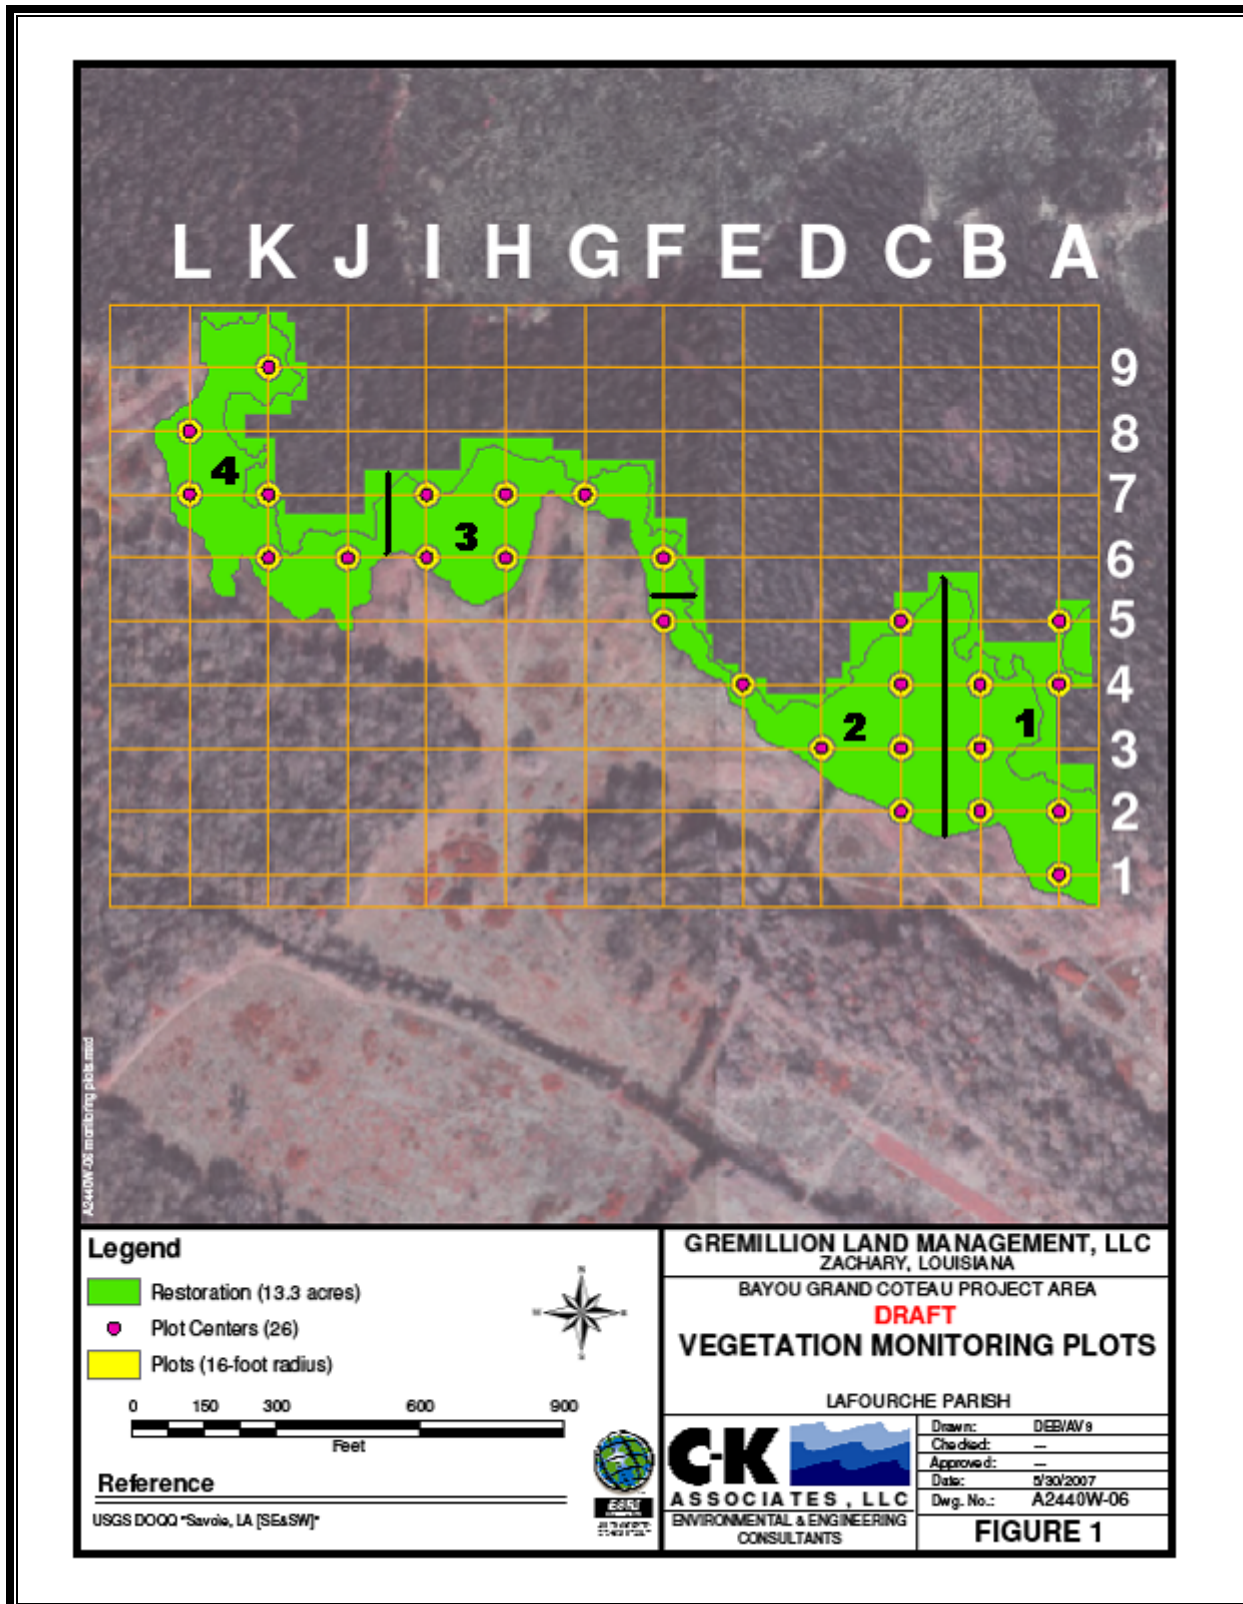 L K J I H G F E D C B A
9
8
7
6
5
4
3
2
1
4
3
2
1
A2440W-06 monitoring plots.mxd
Legend
Restoration (13.3 acres)
Plot Centers (26)
Plots (16-foot radius)
0 150 300 600 900
Feet
N
W E
S
Reference
USGS DOQQ "Savoie, LA [SE&SW]"
ESRI
GREMILLION LAND MANAGEMENT, LLC
ZACHARY, LOUISIANA
BAYOU GRAND COTEAU PROJECT AREA
DRAFT
VEGETATION MONITORING PLOTS
LAFOURCHE PARISH
C-K
ASSOCIATES, LLC
ENVIRONMENTAL & ENGINEERING
CONSULTANTS
Drawn: DEB/AV9
Checked: —
Approved: —
Date: 5/30/2007
Dwg. No.: A2440W-06
FIGURE 1